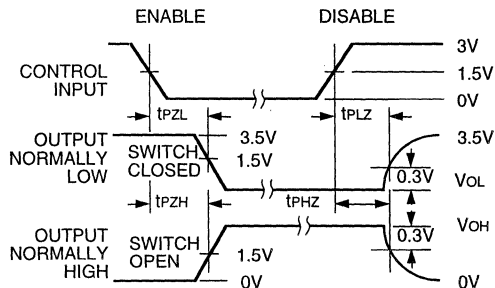 ENABLE DISABLE
3V
CONTROL
INPUT
1.5V
0V
tPZL tPLZ
OUTPUT
NORMALLY
LOW
SWITCH
CLOSED
3.5V
1.5V
3.5V
0.3V
VOL
tPZH tPHZ
OUTPUT
NORMALLY
HIGH
SWITCH
OPEN
1.5V
0V
VOH
0.3V
0V